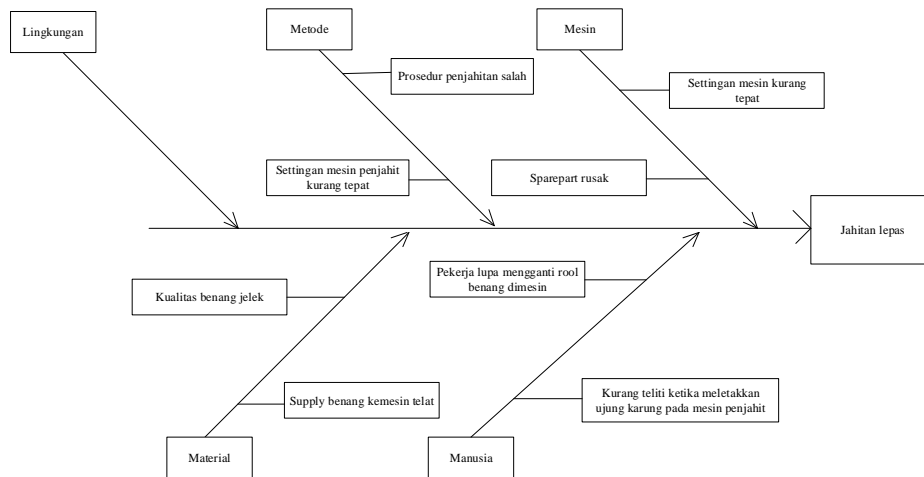 Lingkungan
Metode
Mesin
Prosedur penjahitan salah
Settingan mesin kurang
tepat
Settingan mesin penjahit
kurang tepat
Sparepart rusak
Jahitan lepas
Kualitas benang jelek
Pekerja lupa mengganti rool
benang dimesin
Supply benang kemesin telat
Kurang teliti ketika meletakkan
ujung karung pada mesin penjahit
Material
Manusia